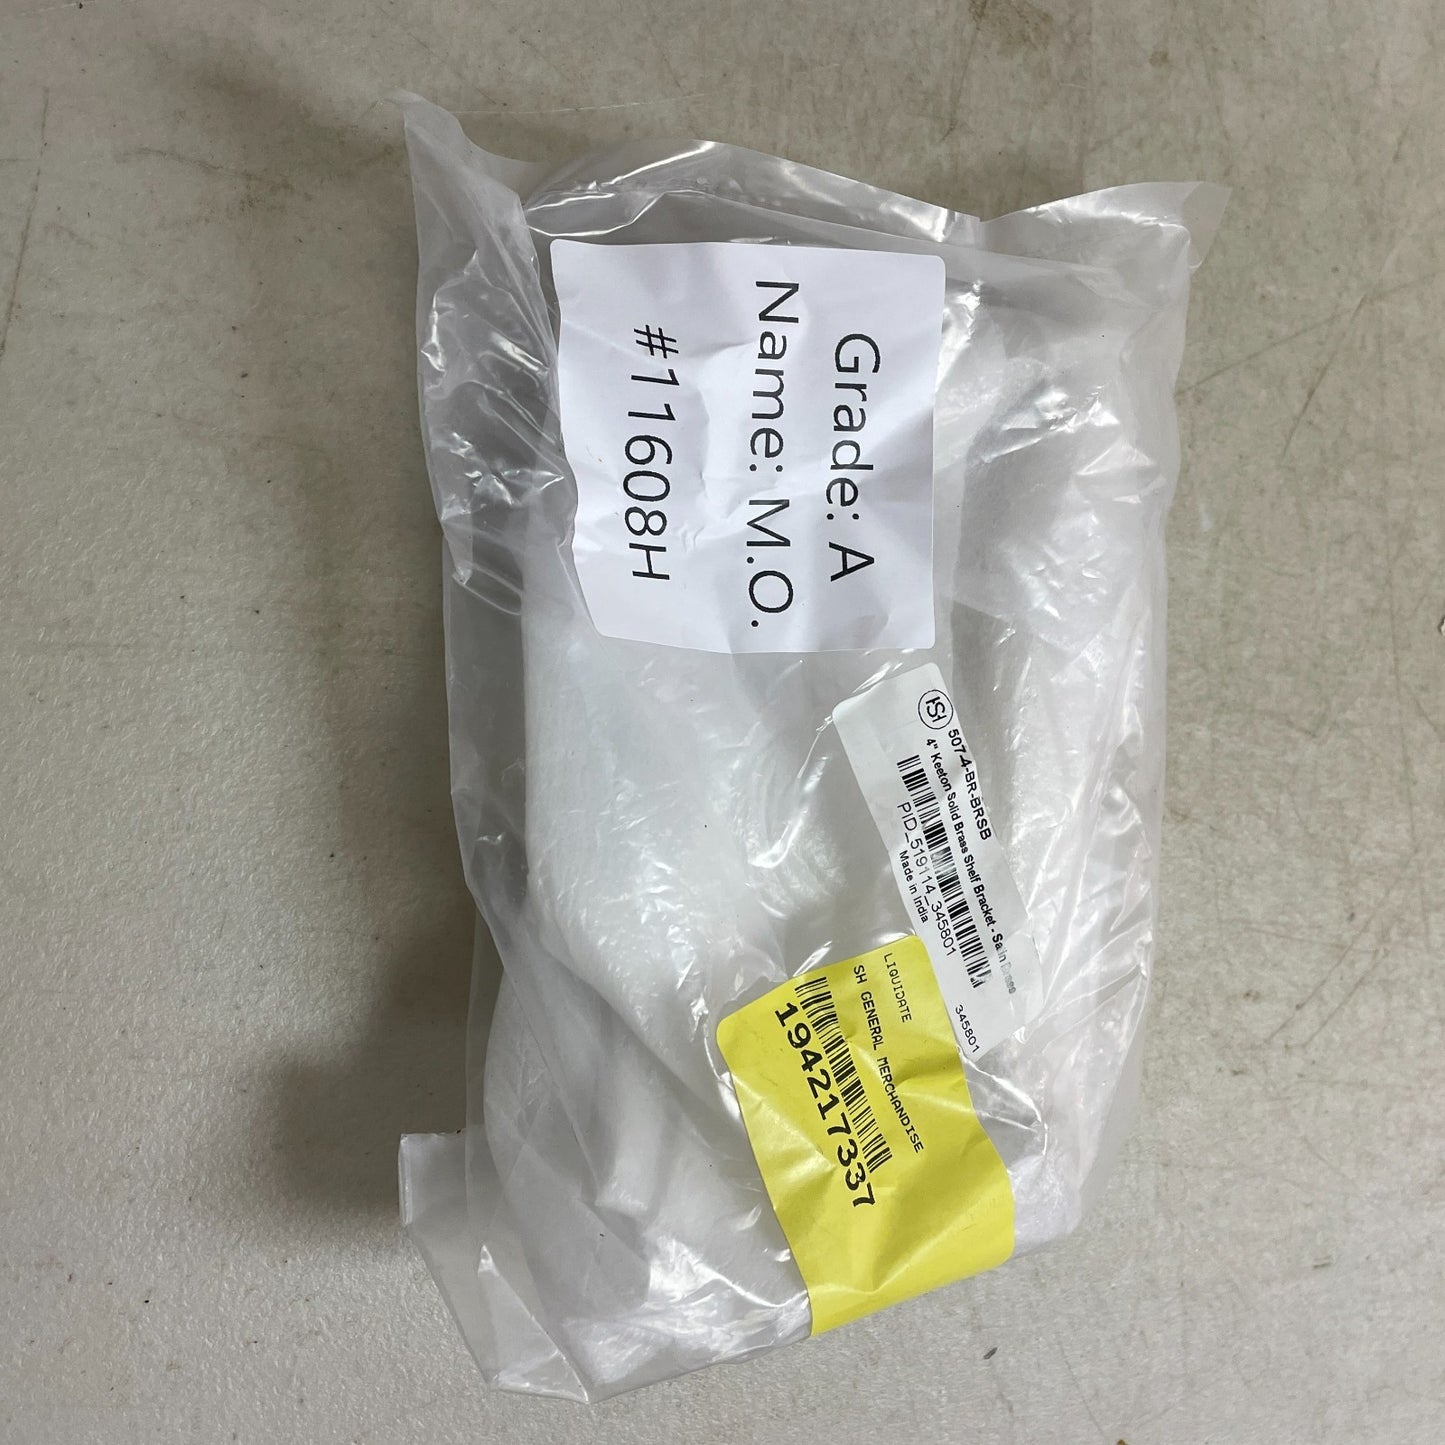 Grade: A
Name: M.O.
#11608H
SH
507-4-BR-BRSB
4" Keeton Solid Brass Shelf Bracket - Satin Brass
PID_519114_345801
Made in India
345801
LIQUIDATE
SH GENERAL MERCHANDISE
194217337